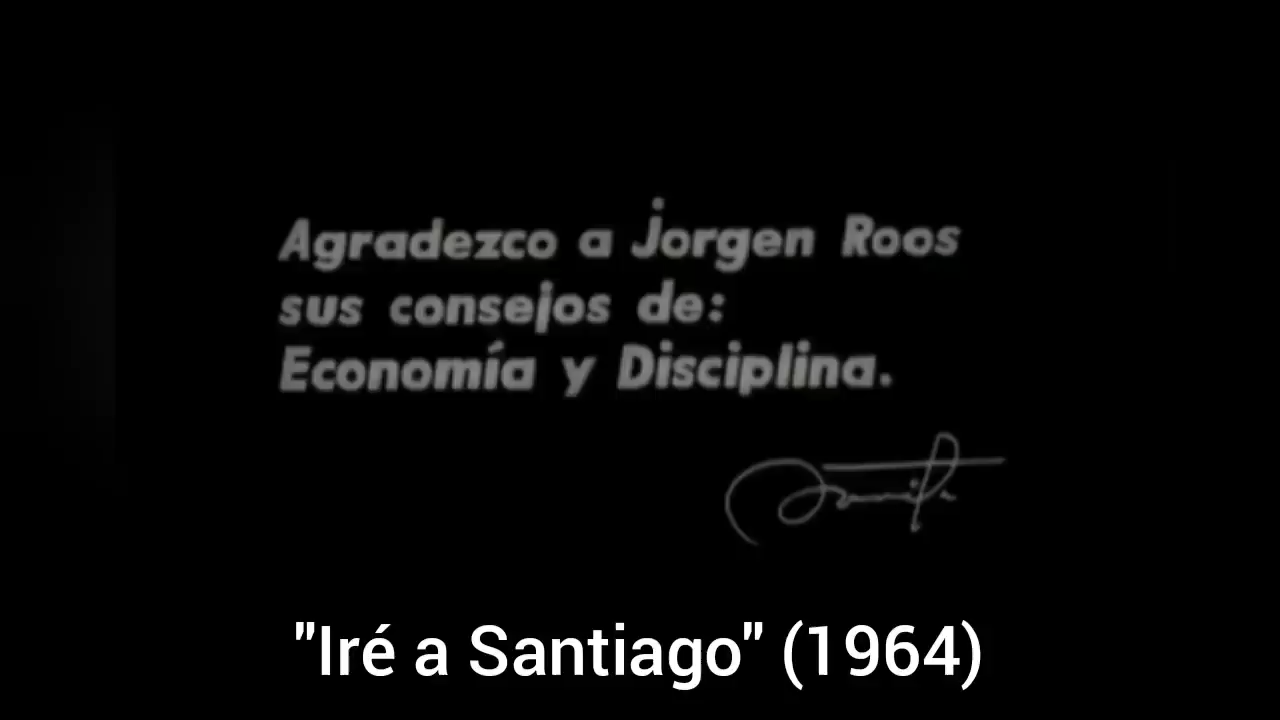 Agradezco a Jorgen Roos
sus consejos de:
Economía y Disciplina.
"Iré a Santiago" (1964)